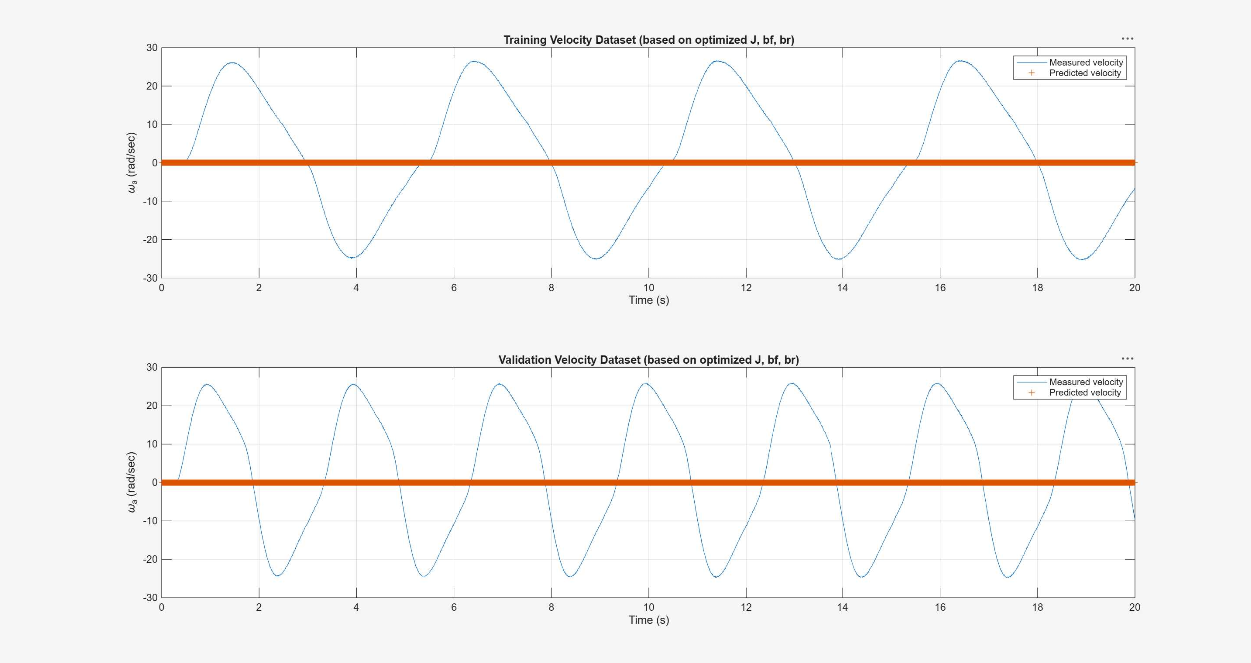 Training Velocity Dataset (based on optimized J, bf, br)
30
20
10
0
-10
-20
-30
ωa (rad/sec)
Measured velocity
Predicted velocity
0 2 4 6 8 10 12 14 16 18 20
Time (s)
Validation Velocity Dataset (based on optimized J, bf, br)
30
20
10
0
-10
-20
-30
ωa (rad/sec)
Measured velocity
Predicted velocity
0 2 4 6 8 10 12 14 16 18 20
Time (s)